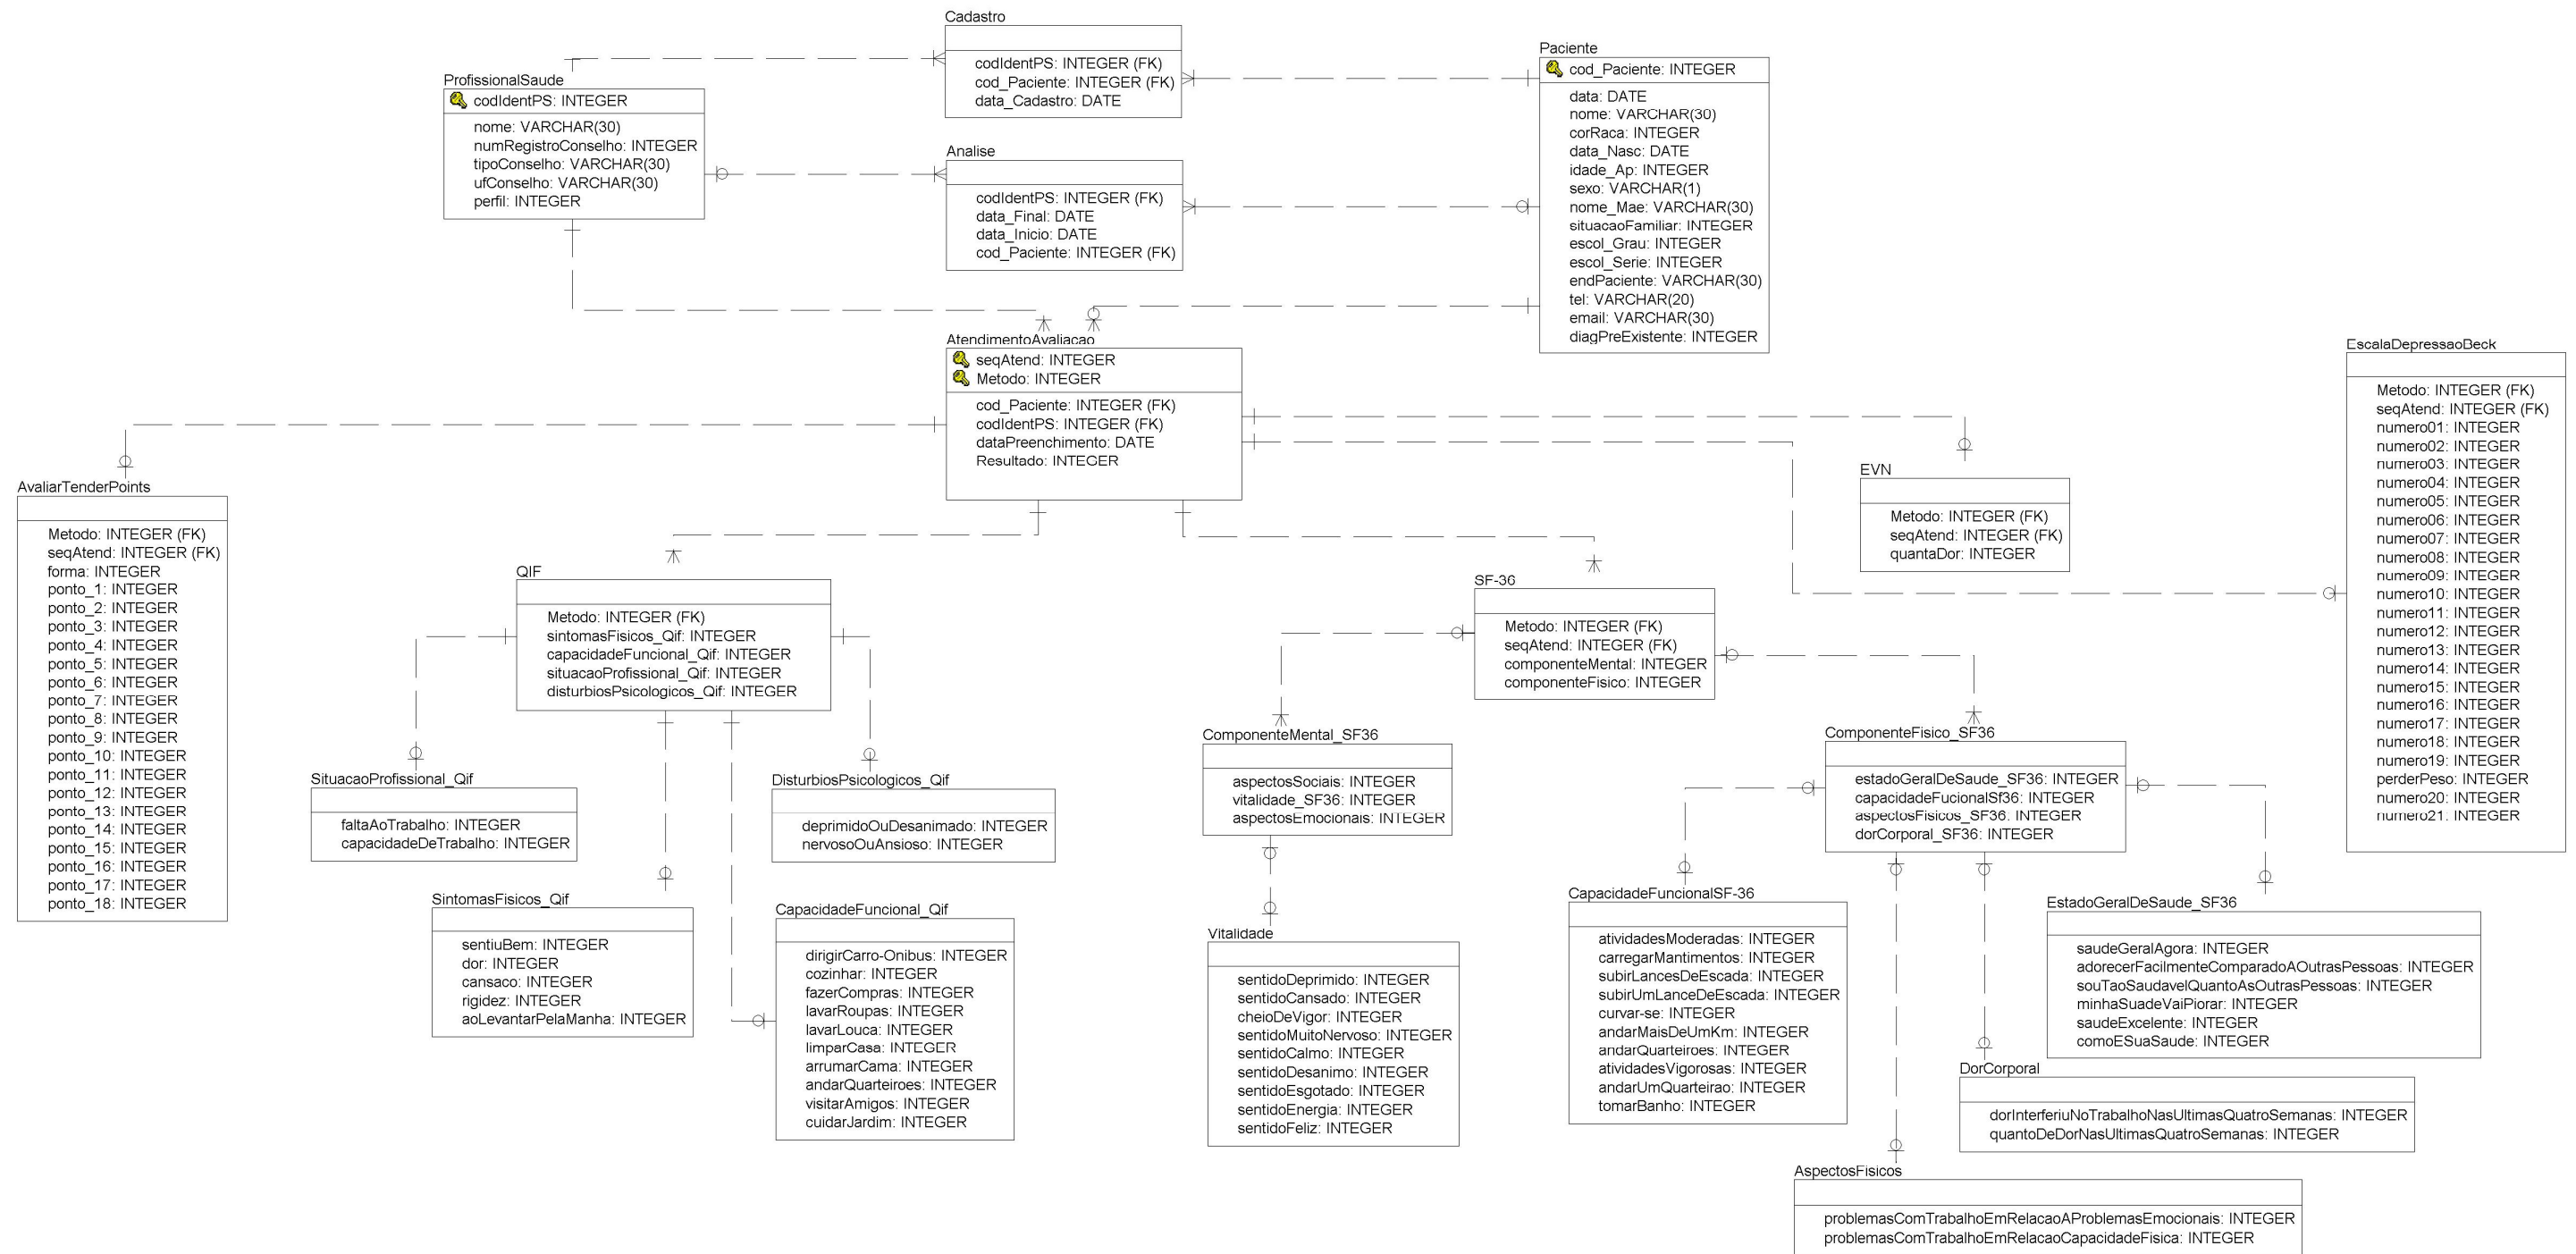 Cadastro
codIdentPS: INTEGER (FK)
cod_Paciente: INTEGER (FK)
data_Cadastro: DATE
Paciente
cod_Paciente: INTEGER
data: DATE
nome: VARCHAR(30)
corRaca: INTEGER
data_Nasc: DATE
idade_Ap: INTEGER
sexo: VARCHAR(1)
nome_Mae: VARCHAR(30)
situacaoFamiliar: INTEGER
escol_Grau: INTEGER
escol_Serie: INTEGER
endPaciente: VARCHAR(30)
tel: VARCHAR(20)
email: VARCHAR(30)
diagPreExistente: INTEGER
ProfissionalSaude
codIdentPS: INTEGER
nome: VARCHAR(30)
numRegistroConselho: INTEGER
tipoConselho: VARCHAR(30)
ufConselho: VARCHAR(30)
perfil: INTEGER
Analise
codIdentPS: INTEGER (FK)
data_Final: DATE
data_Inicio: DATE
cod_Paciente: INTEGER (FK)
AtendimentoAvaliacao
seqAtend: INTEGER
Metodo: INTEGER
cod_Paciente: INTEGER (FK)
codIdentPS: INTEGER (FK)
dataPreenchimento: DATE
Resultado: INTEGER
EscalaDepressaoBeck
Metodo: INTEGER (FK)
seqAtend: INTEGER (FK)
numero01: INTEGER
numero02: INTEGER
numero03: INTEGER
numero04: INTEGER
numero05: INTEGER
numero06: INTEGER
numero07: INTEGER
numero08: INTEGER
numero09: INTEGER
numero10: INTEGER
numero11: INTEGER
numero12: INTEGER
numero13: INTEGER
numero14: INTEGER
numero15: INTEGER
numero16: INTEGER
numero17: INTEGER
numero18: INTEGER
numero19: INTEGER
perderPeso: INTEGER
numero20: INTEGER
numero21: INTEGER
EVN
Metodo: INTEGER (FK)
seqAtend: INTEGER (FK)
quantaDor: INTEGER
AvaliarTenderPoints
Metodo: INTEGER (FK)
seqAtend: INTEGER (FK)
forma: INTEGER
ponto_1: INTEGER
ponto_2: INTEGER
ponto_3: INTEGER
ponto_4: INTEGER
ponto_5: INTEGER
ponto_6: INTEGER
ponto_7: INTEGER
ponto_8: INTEGER
ponto_9: INTEGER
ponto_10: INTEGER
ponto_11: INTEGER
ponto_12: INTEGER
ponto_13: INTEGER
ponto_14: INTEGER
ponto_15: INTEGER
ponto_16: INTEGER
ponto_17: INTEGER
ponto_18: INTEGER
QIF
Metodo: INTEGER (FK)
sintomasFisicos_Qif: INTEGER
capacidadeFuncional_Qif: INTEGER
situacaoProfissional_Qif: INTEGER
disturbiosPsicologicos_Qif: INTEGER
SF-36
Metodo: INTEGER (FK)
seqAtend: INTEGER (FK)
componenteMental: INTEGER
componenteFisico: INTEGER
SituacaoProfissional_Qif
faltaAoTrabalho: INTEGER
capacidadeDeTrabalho: INTEGER
DisturbiosPsicologicos_Qif
deprimidoOuDesanimado: INTEGER
nervosoOuAnsioso: INTEGER
ComponenteMental_SF36
aspectosSociais: INTEGER
vitalidade_SF36: INTEGER
aspectosEmocionais: INTEGER
ComponenteFisico_SF36
estadoGeralDeSaude_SF36: INTEGER
capacidadeFucionalSf36: INTEGER
aspectosFisicos_SF36: INTEGER
dorCorporal_SF36: INTEGER
SintomasFisicos_Qif
sentiuBem: INTEGER
dor: INTEGER
cansaco: INTEGER
rigidez: INTEGER
aoLevantarPelaManha: INTEGER
CapacidadeFuncional_Qif
dirigirCarro-Onibus: INTEGER
cozinhar: INTEGER
fazerCompras: INTEGER
lavarRoupas: INTEGER
lavarLouca: INTEGER
limparCasa: INTEGER
arrumarCama: INTEGER
andarQuarteiroes: INTEGER
visitarAmigos: INTEGER
cuidarJardim: INTEGER
Vitalidade
sentidoDeprimido: INTEGER
sentidoCansado: INTEGER
cheioDeVigor: INTEGER
sentidoMuitoNervoso: INTEGER
sentidoCalmo: INTEGER
sentidoDesanimo: INTEGER
sentidoEsgotado: INTEGER
sentidoEnergia: INTEGER
sentidoFeliz: INTEGER
CapacidadeFuncionalSF-36
atividadesModeradas: INTEGER
carregarMantimentos: INTEGER
subirLancesDeEscada: INTEGER
subirUmLanceDeEscada: INTEGER
curvar-se: INTEGER
andarMaisDeUmKm: INTEGER
andarQuarteiroes: INTEGER
atividadesVigorosas: INTEGER
andarUmQuarteirao: INTEGER
tomarBanho: INTEGER
EstadoGeralDeSaude_SF36
saudeGeralAgora: INTEGER
adorecerFacilmenteComparadoAOutrasPessoas: INTEGER
souTaoSaudavelQuantoAsOutrasPessoas: INTEGER
minhaSuadeVaiPiorar: INTEGER
saudeExcelente: INTEGER
comoESuaSaude: INTEGER
DorCorporal
dorInterferiuNoTrabalhoNasUltimasQuatroSemanas: INTEGER
quantoDeDorNasUltimasQuatroSemanas: INTEGER
AspectosFisicos
problemasComTrabalhoEmRelacaoAProblemasEmocionais: INTEGER
problemasComTrabalhoEmRelacaoCapacidadeFisica: INTEGER